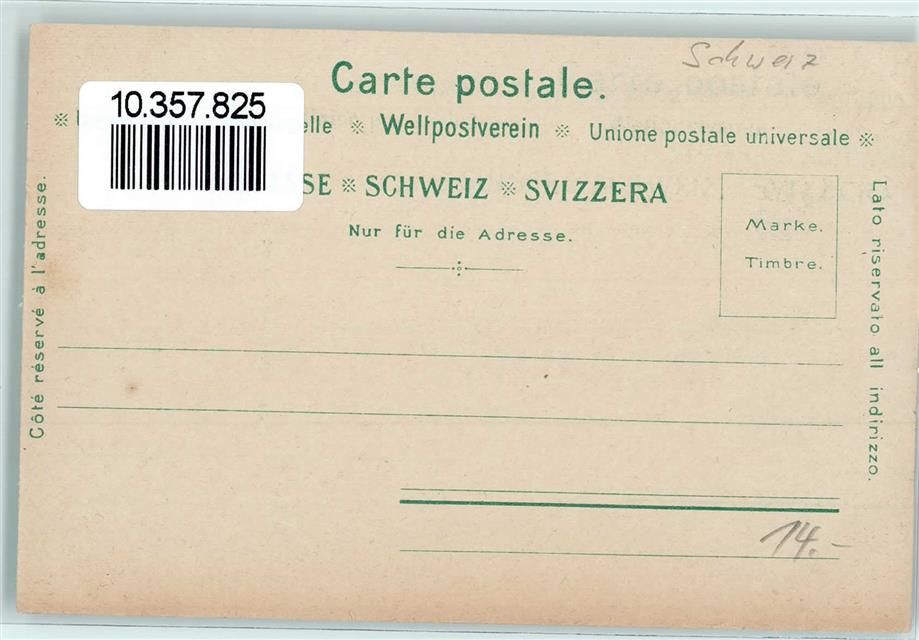 Schweiz
Carte postale.
10.357.825
elle ※ Weltpostverein ※ Unione postale universale ※
SE ※ SCHWEIZ ※ SVIZZERA
Nur für die Adresse.
Marke.
Timbre.
Côté réservé à l'adresse.
Lato riservato all indirizzo.
14.-